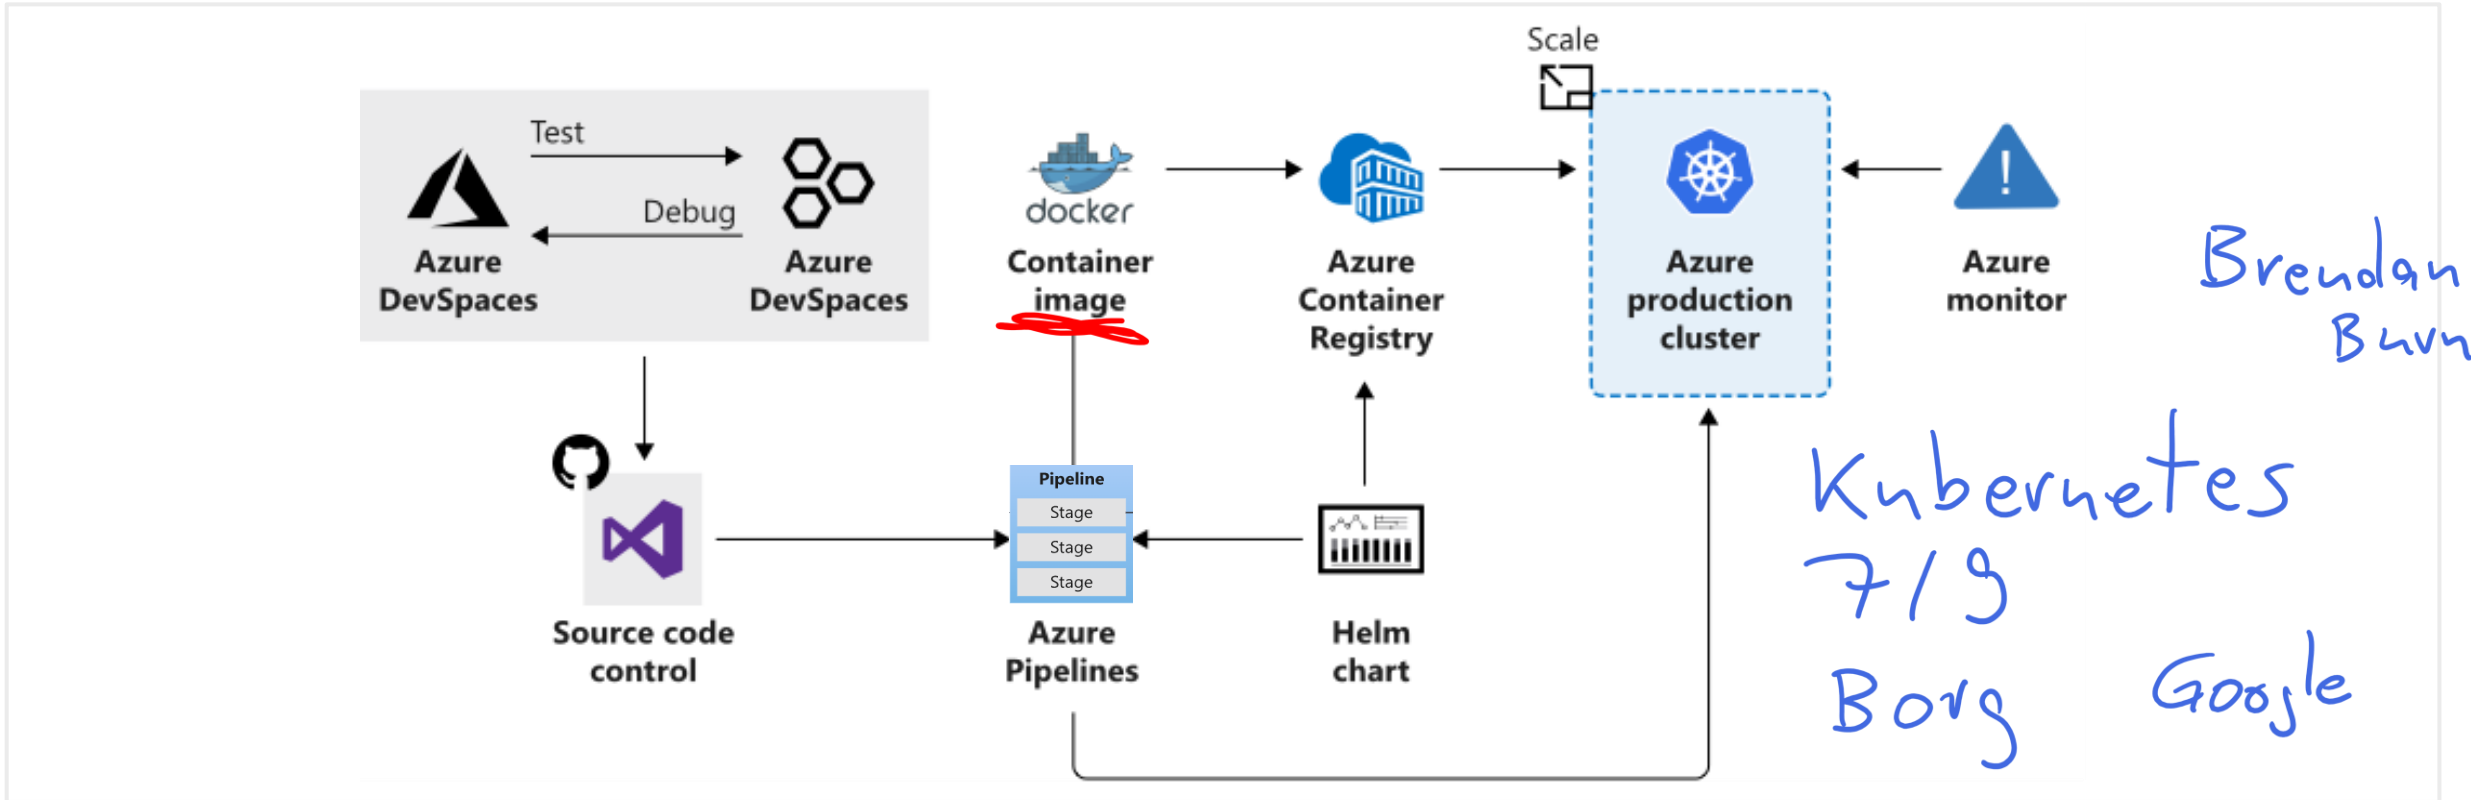 Scale
Test
Debug
Azure
DevSpaces
Azure
DevSpaces
docker
Container
image
Azure
Container
Registry
Azure
production
cluster
Azure
monitor
Brendan
Burn
Pipeline
Stage
Stage
Stage
Source code
control
Azure
Pipelines
Helm
chart
Kubernetes
7/9
Borg
Google